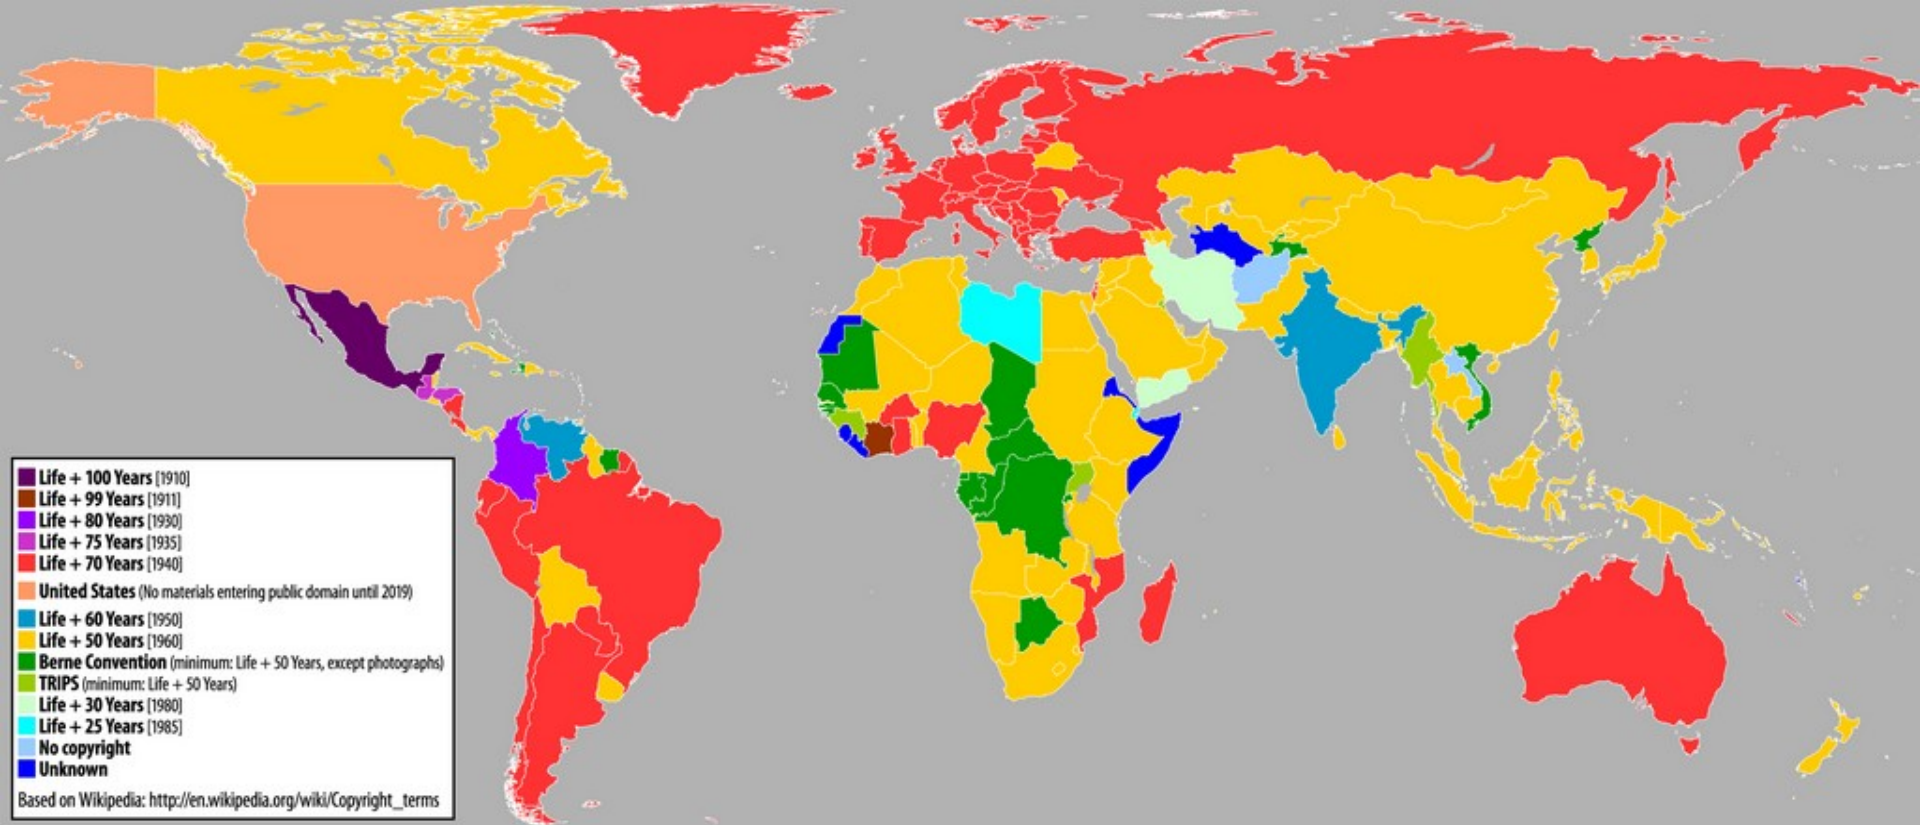 Life + 100 Years [1910]
Life + 99 Years [1911]
Life + 80 Years [1930]
Life + 75 Years [1935]
Life + 70 Years [1940]
United States (No materials entering public domain until 2019)
Life + 60 Years [1950]
Life + 50 Years [1960]
Berne Convention (minimum: Life + 50 Years, except photographs)
TRIPS (minimum: Life + 50 Years)
Life + 30 Years [1980]
Life + 25 Years [1985]
No copyright
Unknown
Based on Wikipedia: http://en.wikipedia.org/wiki/Copyright_terms